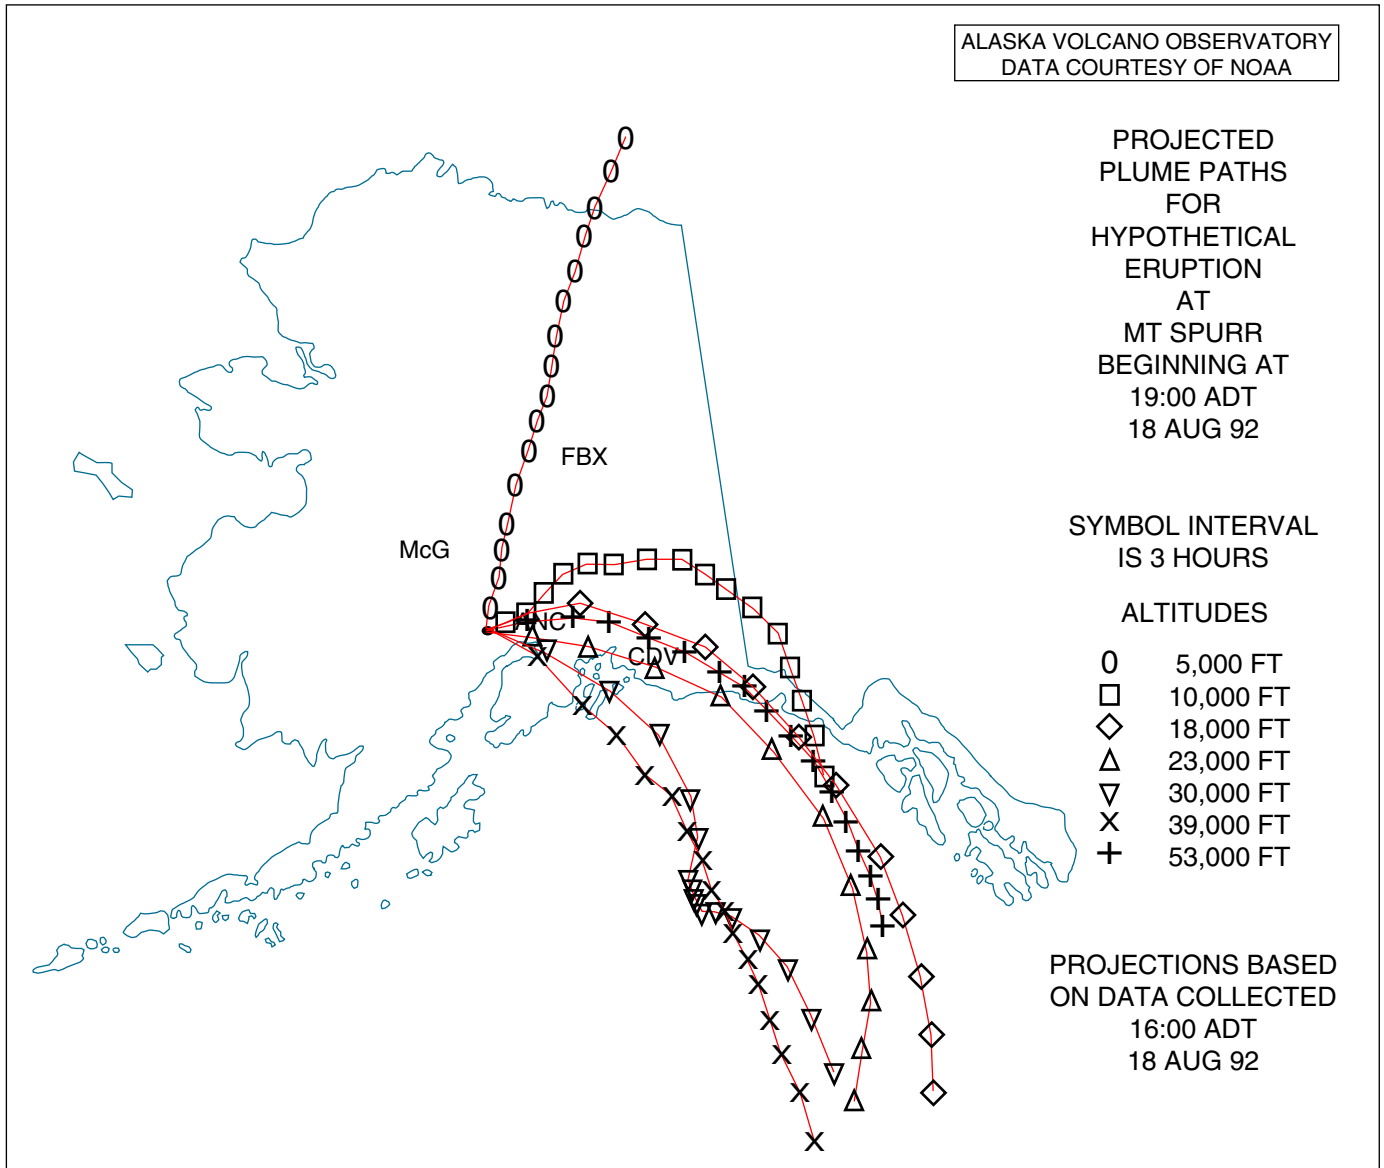 ALASKA VOLCANO OBSERVATORY
DATA COURTESY OF NOAA
PROJECTED
PLUME PATHS
FOR
HYPOTHETICAL
ERUPTION
AT
MT SPURR
BEGINNING AT
19:00 ADT
18 AUG 92
FBX
McG
ANC
CDV
SYMBOL INTERVAL
IS 3 HOURS
ALTITUDES
0 5,000 FT
10,000 FT
18,000 FT
23,000 FT
30,000 FT
X 39,000 FT
+ 53,000 FT
PROJECTIONS BASED
ON DATA COLLECTED
16:00 ADT
18 AUG 92